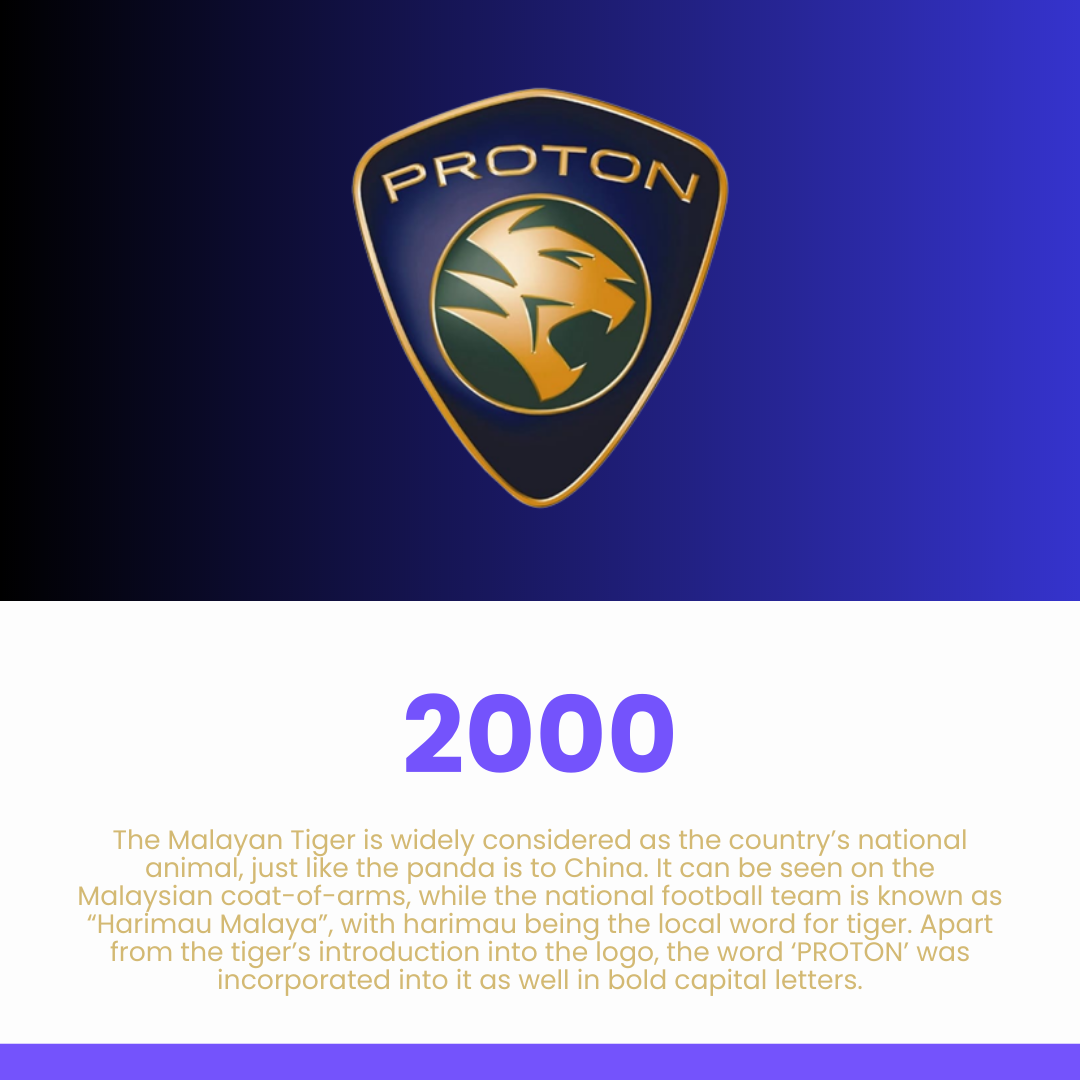 PROTON
2000
The Malayan Tiger is widely considered as the country’s national
animal, just like the panda is to China. It can be seen on the
Malaysian coat-of-arms, while the national football team is known as
“Harimau Malaya”, with harimau being the local word for tiger. Apart
from the tiger’s introduction into the logo, the word ‘PROTON’ was
incorporated into it as well in bold capital letters.